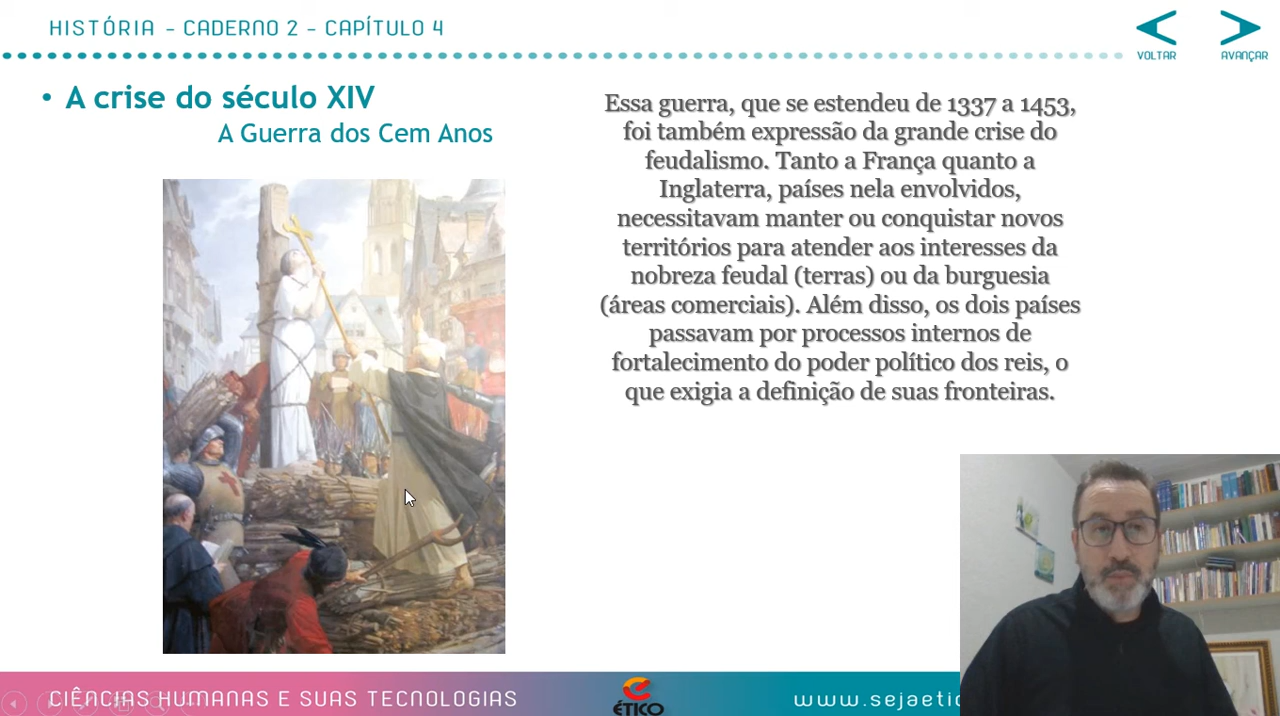 HISTÓRIA - CADERNO 2 - CAPÍTULO 4
VOLTAR
AVANÇAR
• A crise do século XIV
A Guerra dos Cem Anos
Essa guerra, que se estendeu de 1337 a 1453,
foi também expressão da grande crise do
feudalismo. Tanto a França quanto a
Inglaterra, países nela envolvidos,
necessitavam manter ou conquistar novos
territórios para atender aos interesses da
nobreza feudal (terras) ou da burguesia
(áreas comerciais). Além disso, os dois países
passavam por processos internos de
fortalecimento do poder político dos reis, o
que exigia a definição de suas fronteiras.
CIÊNCIAS HUMANAS E SUAS TECNOLOGIAS
ÉTICO